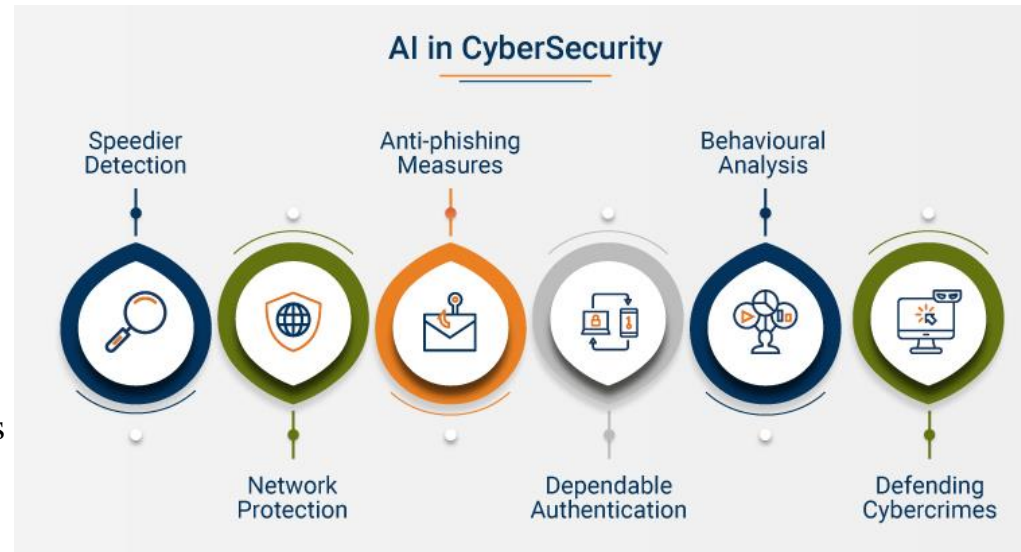 AI in CyberSecurity
Speedier
Detection
Anti-phishing
Measures
Behavioural
Analysis
s
Network
Protection
Dependable
Authentication
Defending
Cybercrimes